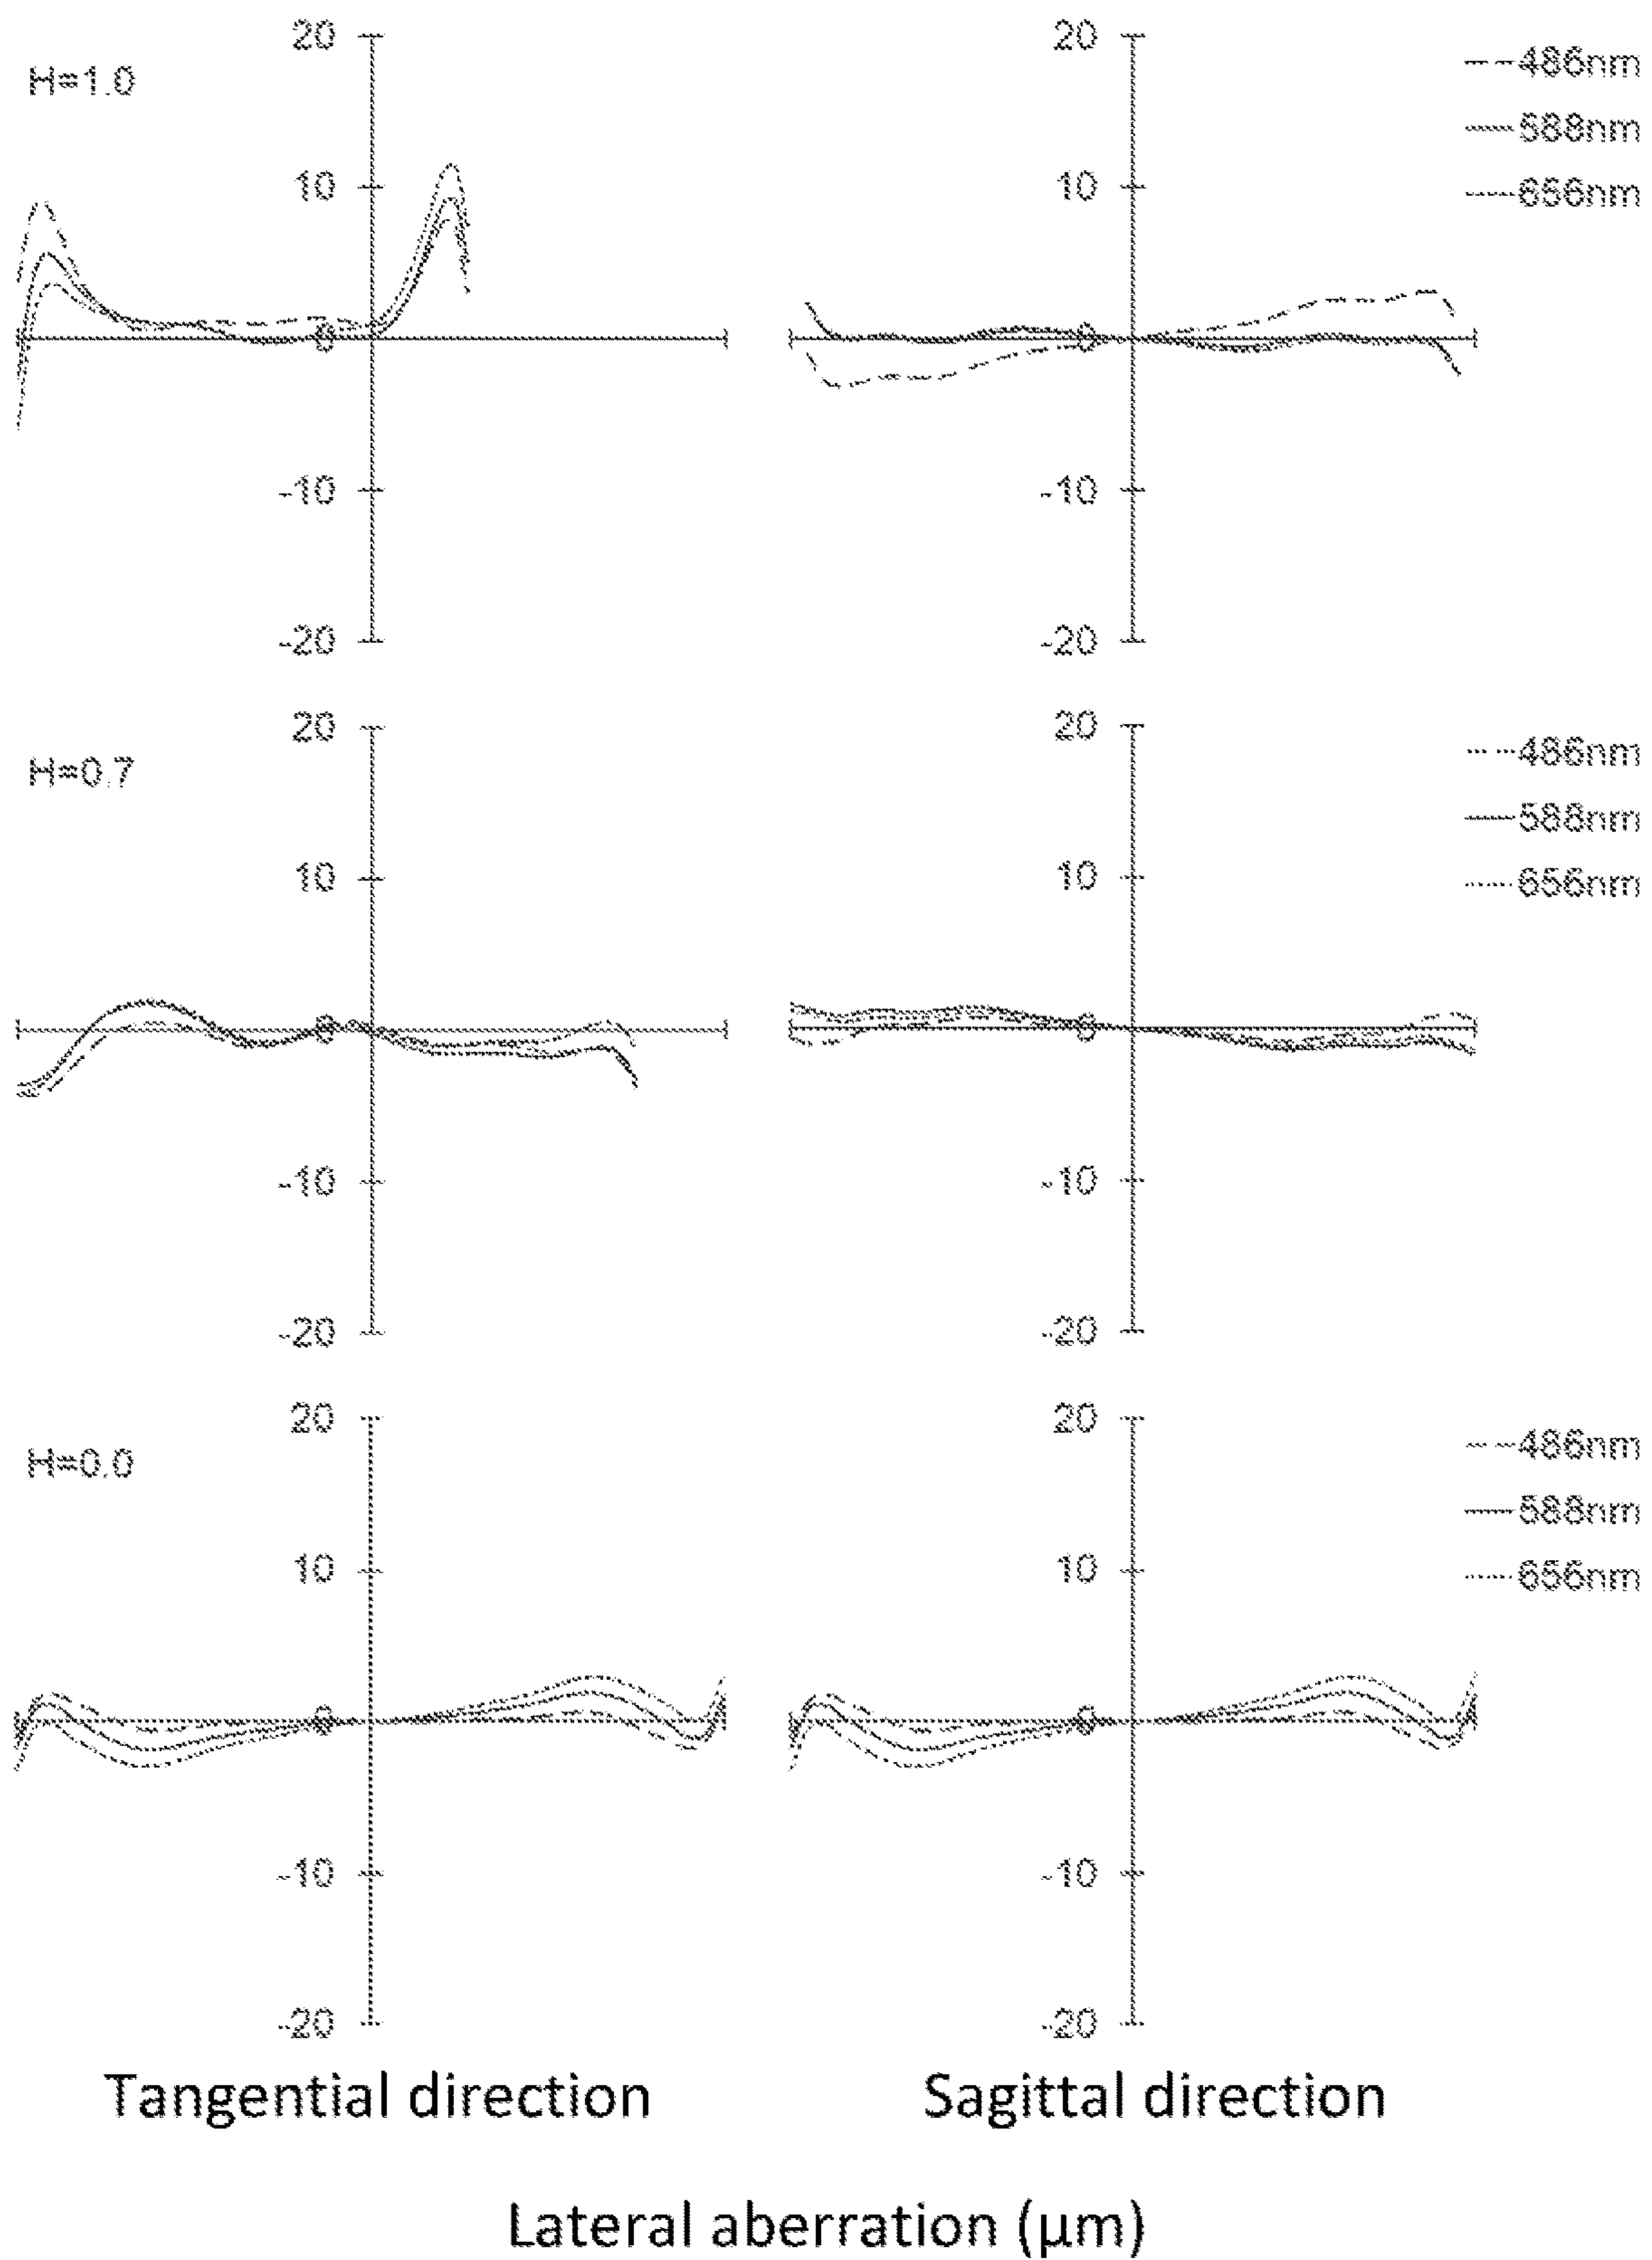 20 20 486nm
H=1.0
588nm
10 10 656nm
0 0
-10 -10
-20 -20
20 20 486nm
H=0.7
588nm
10 10 656nm
0 0
-10 -10
-20 -20
20 20 486nm
H=0.0
588nm
10 10 656nm
0 0
-10 -10
-20 -20
Tangential direction Sagittal direction
Lateral aberration (μm)